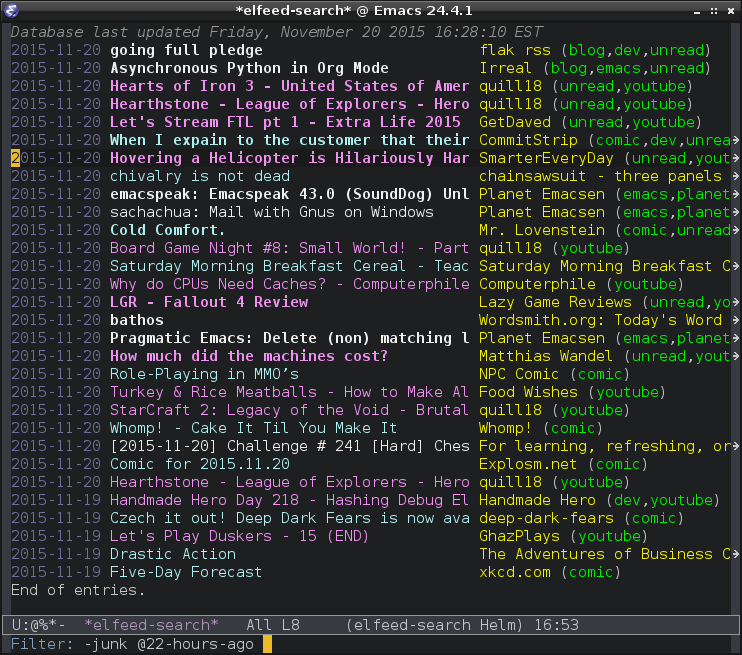 *elfeed-search* @ Emacs 24.4.1
Database last updated Friday, November 20 2015 16:28:10 EST
2015-11-20 going full pledge flak rss (blog,dev,unread)
2015-11-20 Asynchronous Python in Org Mode Irreal (blog,emacs,unread)
2015-11-20 Hearts of Iron 3 - United States of Amer quill18 (unread,youtube)
2015-11-20 Hearthstone - League of Explorers - Hero quill18 (unread,youtube)
2015-11-20 Let's Stream FTL pt 1 - Extra Life 2015 GetDaved (unread,youtube)
2015-11-20 When I expain to the customer that their CommitStrip (comic,dev,unrea
2015-11-20 Hovering a Helicopter is Hilariously Har SmarterEveryDay (unread,yout
2015-11-20 chivalry is not dead chainsawsuit - three panels
2015-11-20 emacspeak: Emacspeak 43.0 (SoundDog) Unl Planet Emacsen (emacs,planet
2015-11-20 sachachua: Mail with Gnus on Windows Planet Emacsen (emacs,planet
2015-11-20 Cold Comfort. Mr. Lovenstein (comic,unread
2015-11-20 Board Game Night #8: Small World! - Part quill18 (youtube)
2015-11-20 Saturday Morning Breakfast Cereal - Teac Saturday Morning Breakfast C
2015-11-20 Why do CPUs Need Caches? - Computerphile Computerphile (youtube)
2015-11-20 LGR - Fallout 4 Review Lazy Game Reviews (unread,yo
2015-11-20 bathos Wordsmith.org: Today's Word
2015-11-20 Pragmatic Emacs: Delete (non) matching l Planet Emacsen (emacs,planet
2015-11-20 How much did the machines cost? Matthias Wandel (unread,yout
2015-11-20 Role-Playing in MMO’s NPC Comic (comic)
2015-11-20 Turkey & Rice Meatballs - How to Make Al Food Wishes (youtube)
2015-11-20 StarCraft 2: Legacy of the Void - Brutal quill18 (youtube)
2015-11-20 Whomp! - Cake It Til You Make It Whomp! (comic)
2015-11-20 [2015-11-20] Challenge # 241 [Hard] Ches For learning, refreshing, or
2015-11-20 Comic for 2015.11.20 Explosm.net (comic)
2015-11-20 Hearthstone - League of Explorers - Hero quill18 (youtube)
2015-11-19 Handmade Hero Day 218 - Hashing Debug El Handmade Hero (dev,youtube)
2015-11-19 Czech it out! Deep Dark Fears is now ava deep-dark-fears (comic)
2015-11-19 Let's Play Duskers - 15 (END) GhazPlays (youtube)
2015-11-19 Drastic Action The Adventures of Business C
2015-11-19 Five-Day Forecast xkcd.com (comic)
End of entries.
U:@%*- *elfeed-search* All L8 (elfeed-search Helm) 16:53
Filter: -junk @22-hours-ago